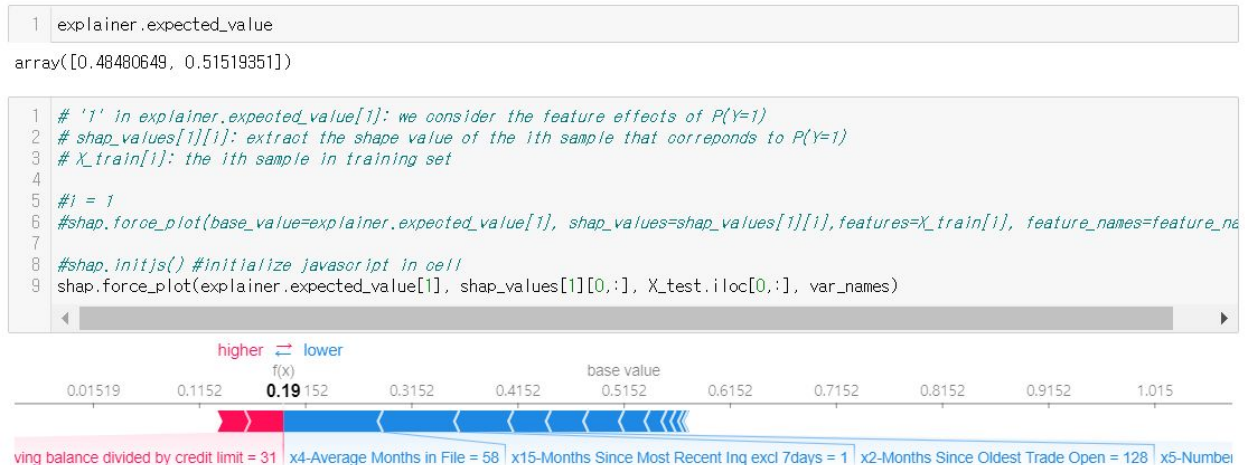 1 explainer.expected_value
array([0.48480649, 0.51519351])
1 # '1' in explainer.expected_value[1]: we consider the feature effects of P(Y=1)
2 # shap_values[1][i]: extract the shape value of the ith sample that correponds to P(Y=1)
3 # X_train[i]: the ith sample in training set
4
5 #i = 1
6 #shap.force_plot(base_value=explainer.expected_value[1], shap_values=shap_values[1][i],features=X_train[i], feature_names=feature_na
7
8 #shap.initjs() #initialize javascript in cell
9 shap.force_plot(explainer.expected_value[1], shap_values[1][0,:], X_test.iloc[0,:], var_names)
higher ⇄ lower
f(x) base value
0.01519 0.1152 0.19 152 0.3152 0.4152 0.5152 0.6152 0.7152 0.8152 0.9152 1.015
ving balance divided by credit limit = 31 x4-Average Months in File = 58 x15-Months Since Most Recent Inq excl 7days = 1 x2-Months Since Oldest Trade Open = 128 x5-Number